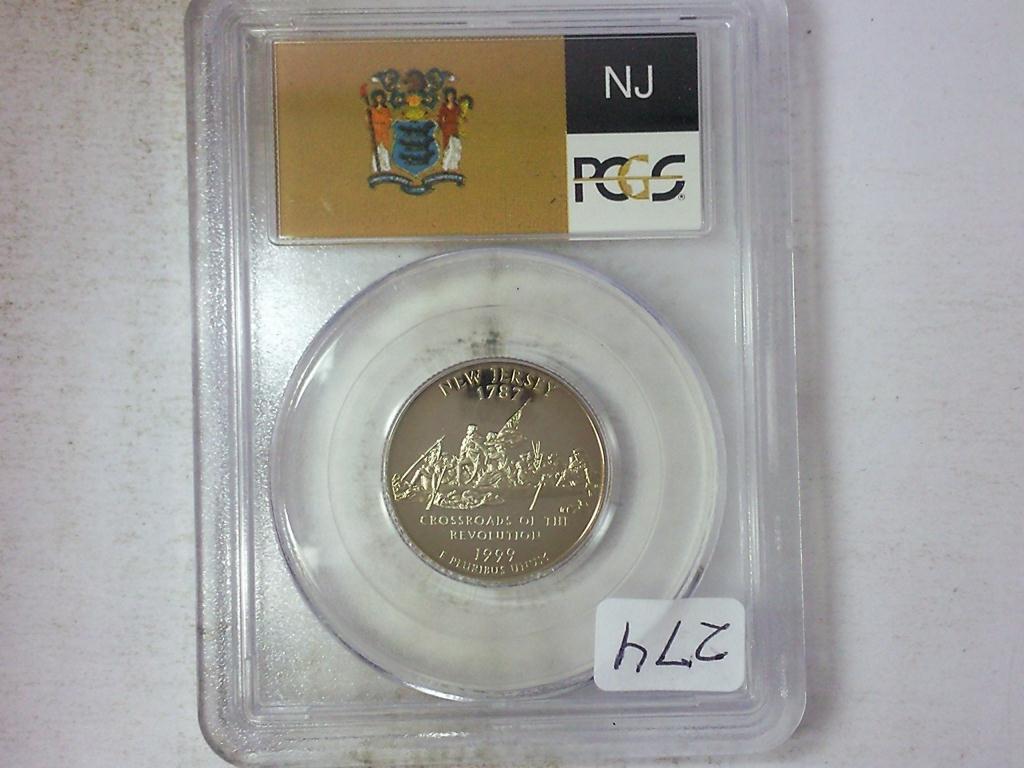 NJ
PCGS
NEW JERSEY
1787
CROSSROADS OF THE
REVOLUTION
1999
E PLURIBUS UNUM
274